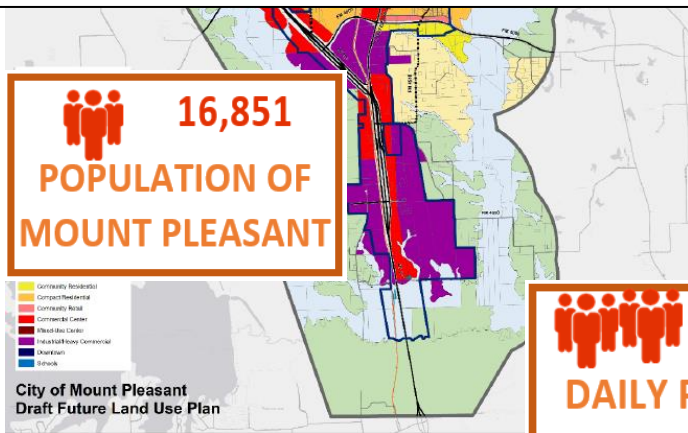 16,851
POPULATION OF
MOUNT PLEASANT
Community Residential
Compact Residential
Community Retail
Commercial Center
Mixed-Use Center
Industrial/Heavy Commercial
Downtown
Schools
City of Mount Pleasant
Draft Future Land Use Plan
DAILY